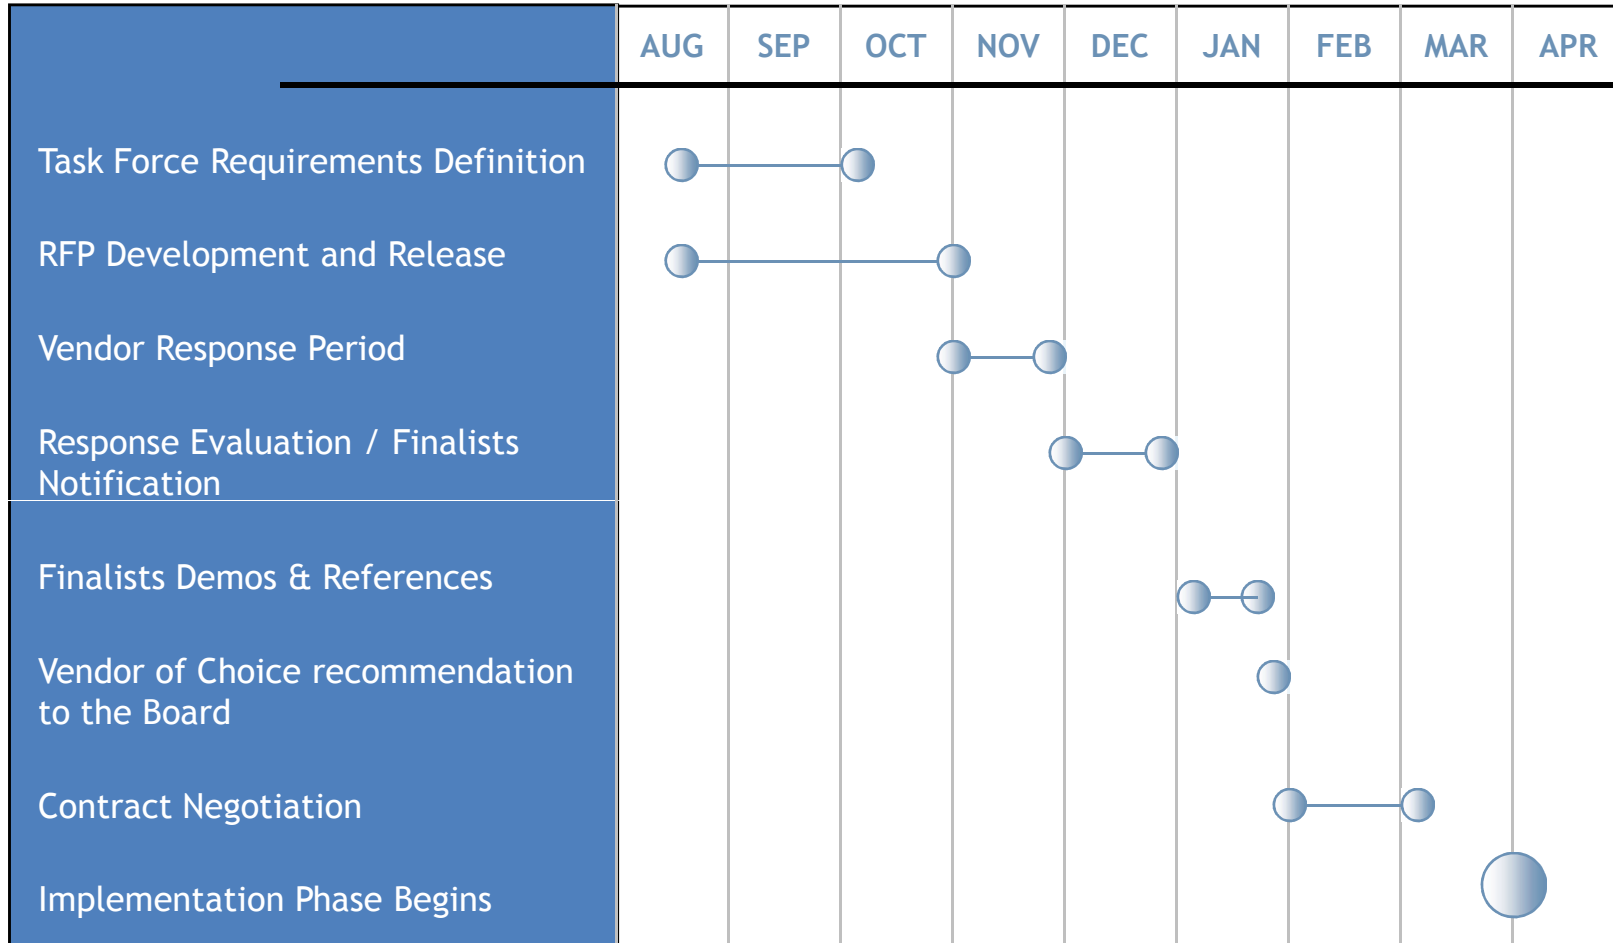 AUG SEP OCT NOV DEC JAN FEB MAR APR
Task Force Requirements Definition
RFP Development and Release
Vendor Response Period
Response Evaluation / Finalists
Notification
Finalists Demos & References
Vendor of Choice recommendation
to the Board
Contract Negotiation
Implementation Phase Begins